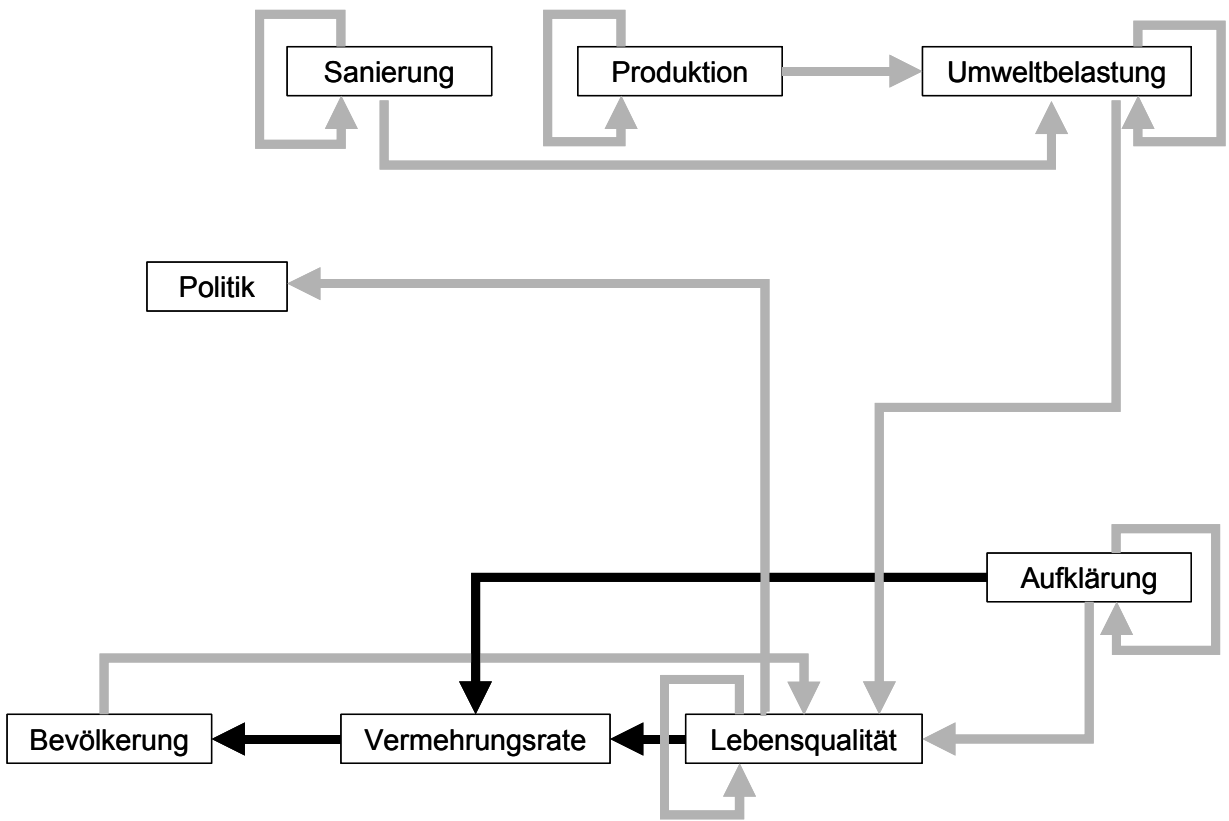 Sanierung
Produktion
Umweltbelastung
Politik
Aufklärung
Bevölkerung
Vermehrungsrate
Lebensqualität